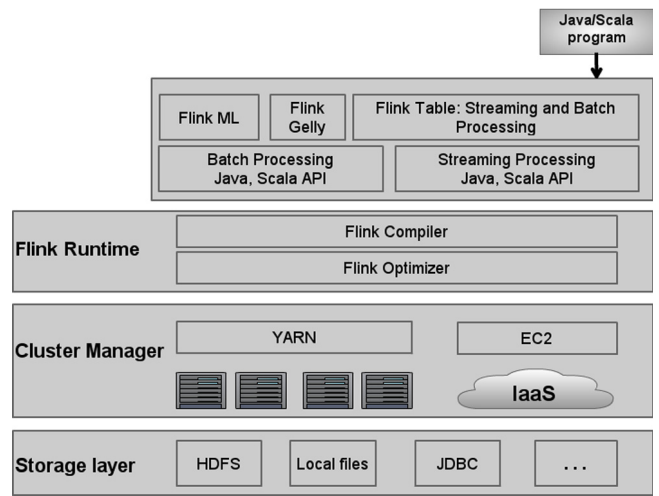 Java/Scala
program
Flink ML
Flink
Gelly
Flink Table: Streaming and Batch
Processing
Batch Processing
Java, Scala API
Streaming Processing
Java, Scala API
Flink Runtime
Flink Compiler
Flink Optimizer
Cluster Manager
YARN
EC2
IaaS
Storage layer
HDFS
Local files
JDBC
...